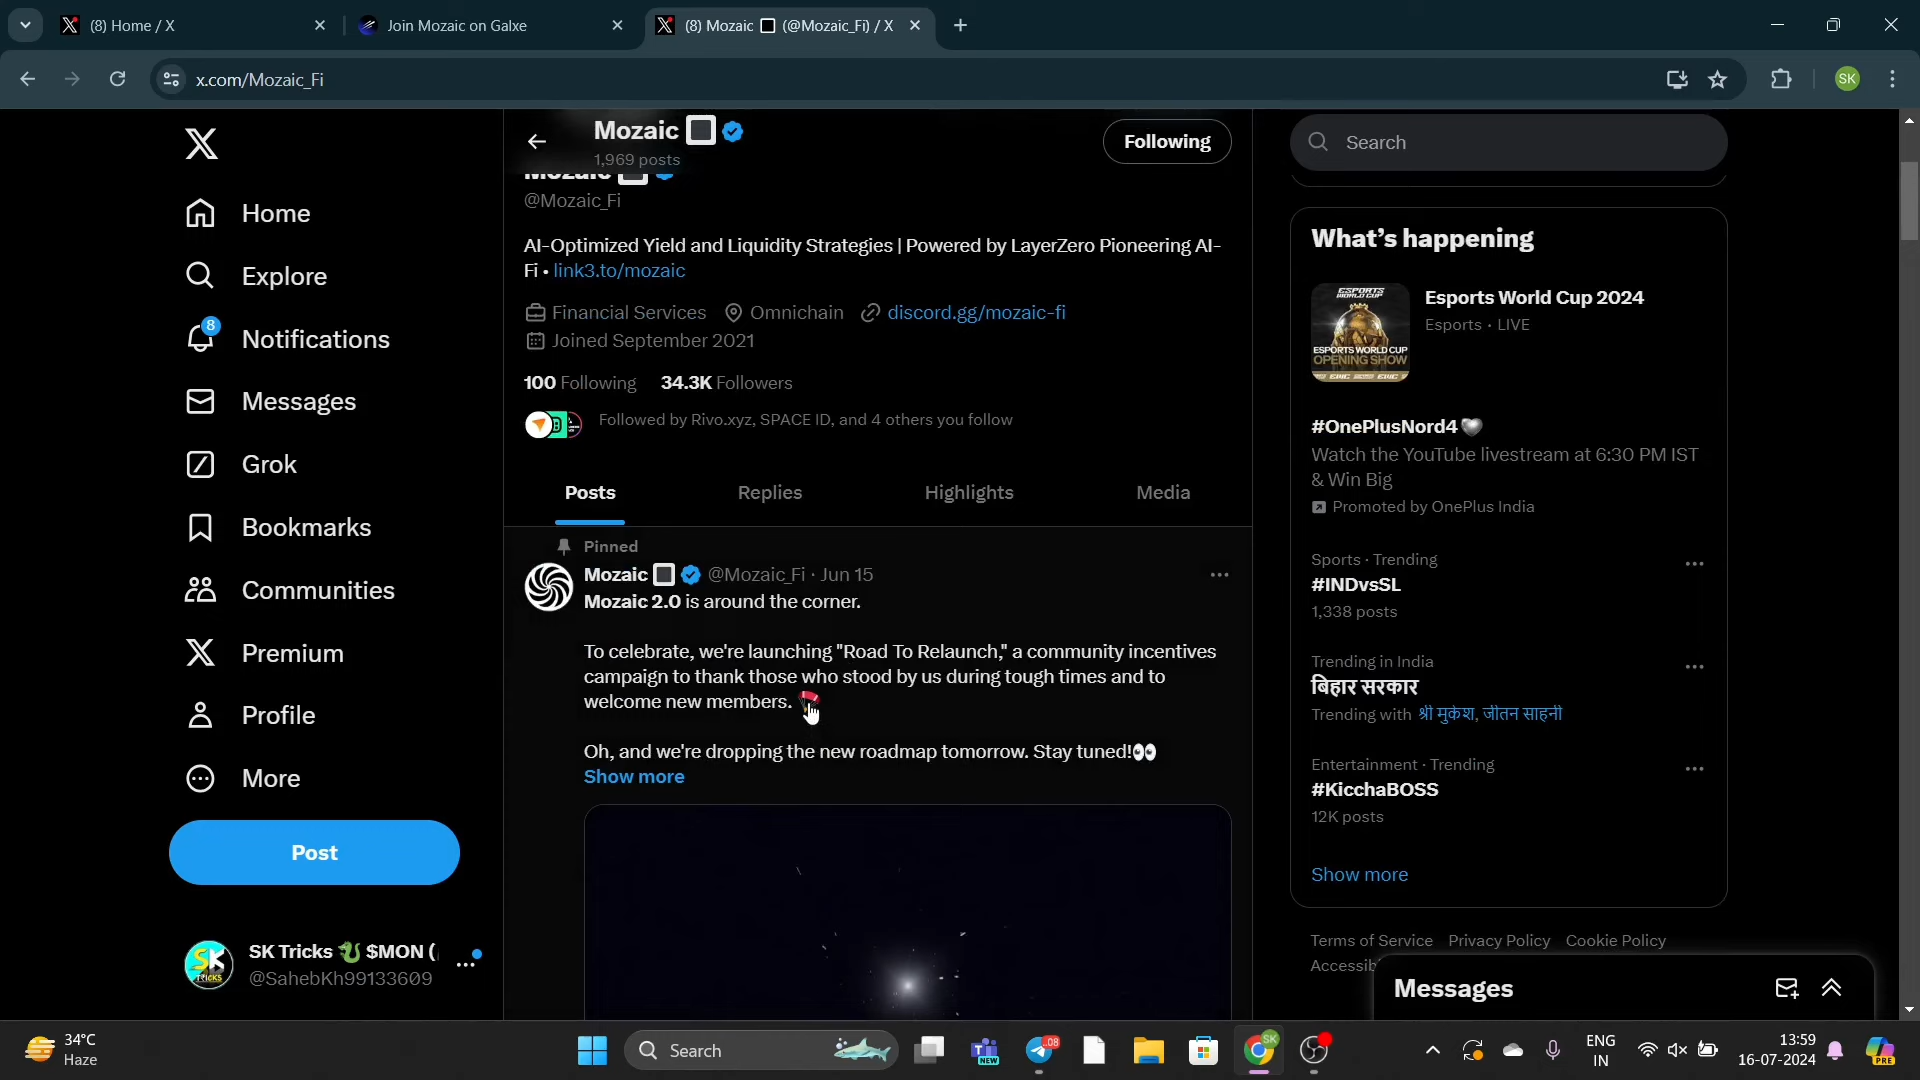 (8) Home / X
Join Mozaic on Galxe
(8) Mozaic (@Mozaic_Fi) / X
x.com/Mozaic_Fi
SK
Home
Explore
8
Notifications
Messages
Grok
Bookmarks
Communities
Premium
Profile
More
Post
SK Tricks 🐉 $MON (
@SahebKh99133609
Mozaic
1,969 posts
Following
@Mozaic_Fi
AI-Optimized Yield and Liquidity Strategies | Powered by LayerZero Pioneering AI-
Fi • link3.to/mozaic
Financial Services Omnichain discord.gg/mozaic-fi
Joined September 2021
100 Following 34.3K Followers
Followed by Rivo.xyz, SPACE ID, and 4 others you follow
Posts Replies Highlights Media
Pinned
Mozaic @Mozaic_Fi · Jun 15
Mozaic 2.0 is around the corner.
To celebrate, we're launching "Road To Relaunch," a community incentives
campaign to thank those who stood by us during tough times and to
welcome new members.
Oh, and we're dropping the new roadmap tomorrow. Stay tuned!👀
Show more
Search
What's happening
ESPORTS WORLD CUP OPENING SHOW
Esports World Cup 2024
Esports · LIVE
#OnePlusNord4
Watch the YouTube livestream at 6:30 PM IST
& Win Big
Promoted by OnePlus India
Sports · Trending
#INDvsSL
1,338 posts
Trending in India
बिहार सरकार
Trending with श्री मुकेश, जीतन साहनी
Entertainment · Trending
#KicchaBOSS
12K posts
Show more
Terms of Service Privacy Policy Cookie Policy
Messages
34°C
Haze
Search
NEW
ENG
IN
13:59
16-07-2024
PRE